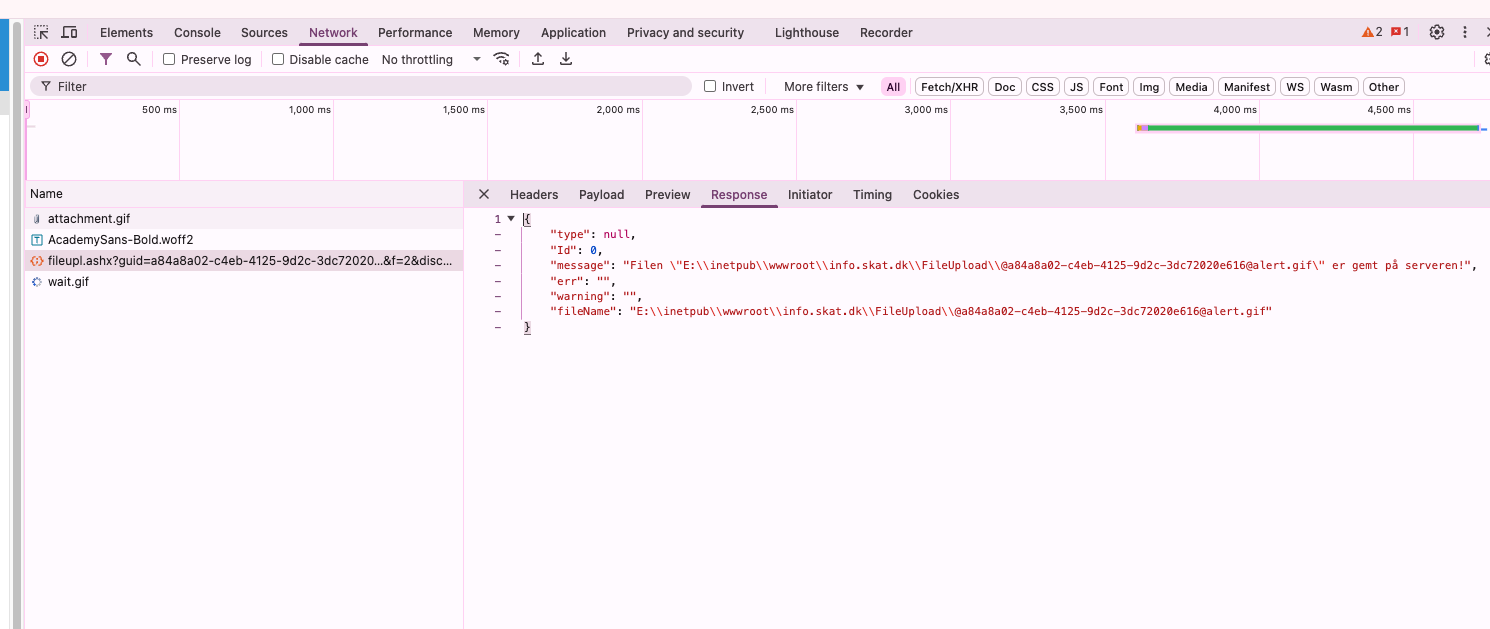 Elements Console Sources Network Performance Memory Application Privacy and security Lighthouse Recorder 2 1
Preserve log Disable cache No throttling
Filter Invert More filters All Fetch/XHR Doc CSS JS Font Img Media Manifest WS Wasm Other
500 ms 1,000 ms 1,500 ms 2,000 ms 2,500 ms 3,000 ms 3,500 ms 4,000 ms 4,500 ms
Name
attachment.gif
AcademySans-Bold.woff2
fileupl.ashx?guid=a84a8a02-c4eb-4125-9d2c-3dc72020...&f=2&disc...
wait.gif
Headers Payload Preview Response Initiator Timing Cookies
1 {
- "type": null,
- "Id": 0,
- "message": "Filen \"E:\\inetpub\\wwwroot\\info.skat.dk\\FileUpload\\@a84a8a02-c4eb-4125-9d2c-3dc72020e616@alert.gif\" er gemt på serveren!",
- "err": "",
- "warning": "",
- "fileName": "E:\\inetpub\\wwwroot\\info.skat.dk\\FileUpload\\@a84a8a02-c4eb-4125-9d2c-3dc72020e616@alert.gif"
- }